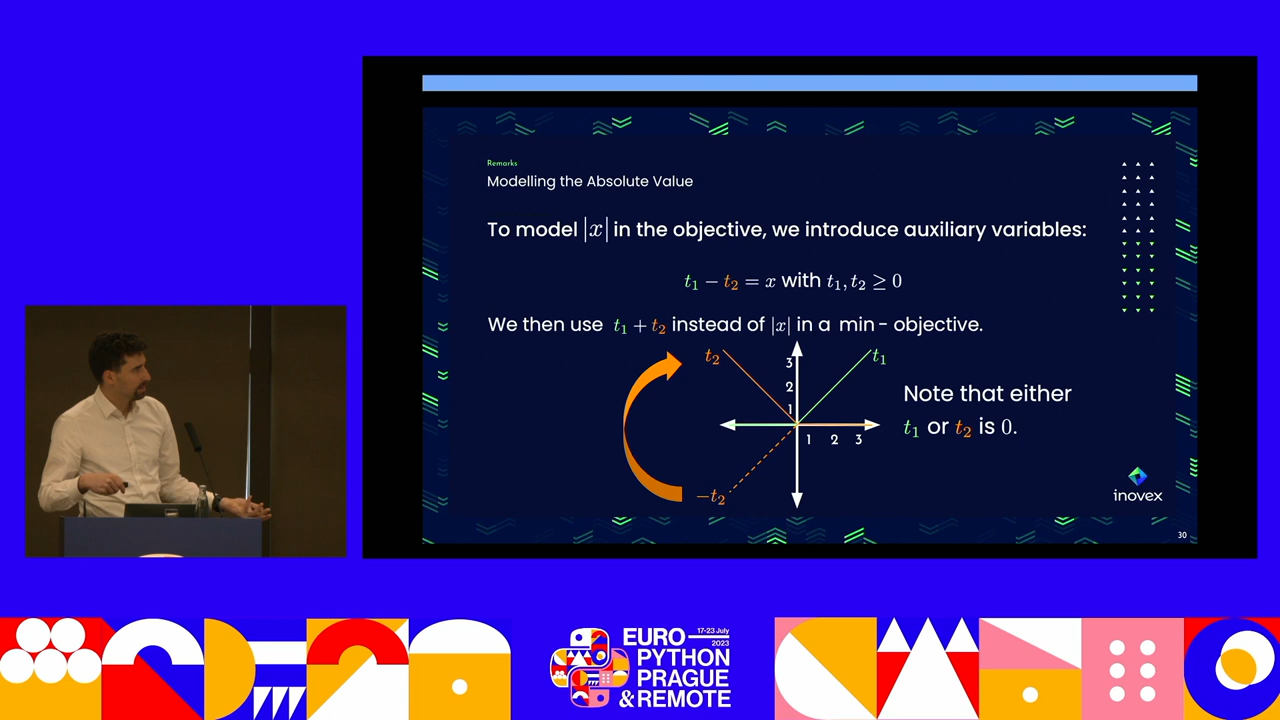 Remarks
Modelling the Absolute Value
To model |x| in the objective, we introduce auxiliary variables:
t₁ − t₂ = x with t₁, t₂ ≥ 0
We then use t₁ + t₂ instead of |x| in a min - objective.
t₂
t₁
3
2
1
1 2 3
−t₂
Note that either
t₁ or t₂ is 0.
inovex
30
EURO 17-23 July 2023
PYTHON
PRAGUE
& REMOTE